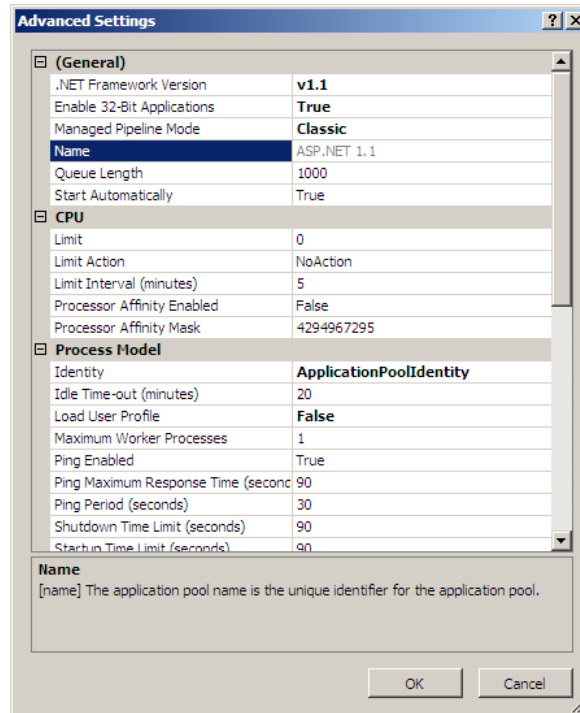 Advanced Settings
(General)
.NET Framework Version v1.1
Enable 32-Bit Applications True
Managed Pipeline Mode Classic
Name ASP.NET 1.1
Queue Length 1000
Start Automatically True
CPU
Limit 0
Limit Action NoAction
Limit Interval (minutes) 5
Processor Affinity Enabled False
Processor Affinity Mask 4294967295
Process Model
Identity ApplicationPoolIdentity
Idle Time-out (minutes) 20
Load User Profile False
Maximum Worker Processes 1
Ping Enabled True
Ping Maximum Response Time (second 90
Ping Period (seconds) 30
Shutdown Time Limit (seconds) 90
Startup Time Limit (seconds) 90
Name
[name] The application pool name is the unique identifier for the application pool.
OK Cancel